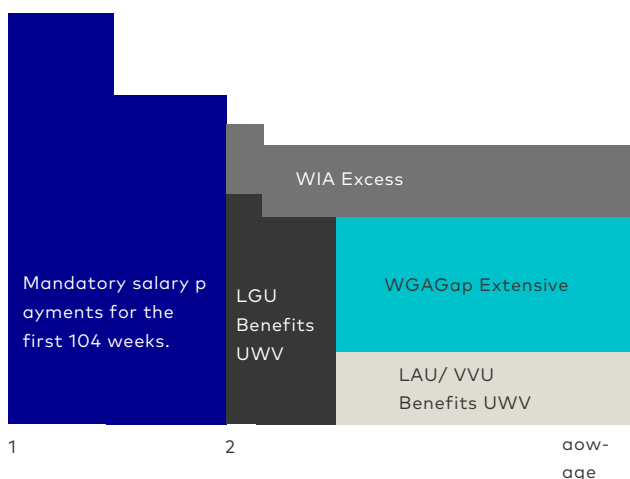 WIA Excess
Mandatory salary p
ayments for the
first 104 weeks.
LGU
Benefits
UWV
WGAGap Extensive
LAU/ VVU
Benefits UWV
1
2
aow-
age